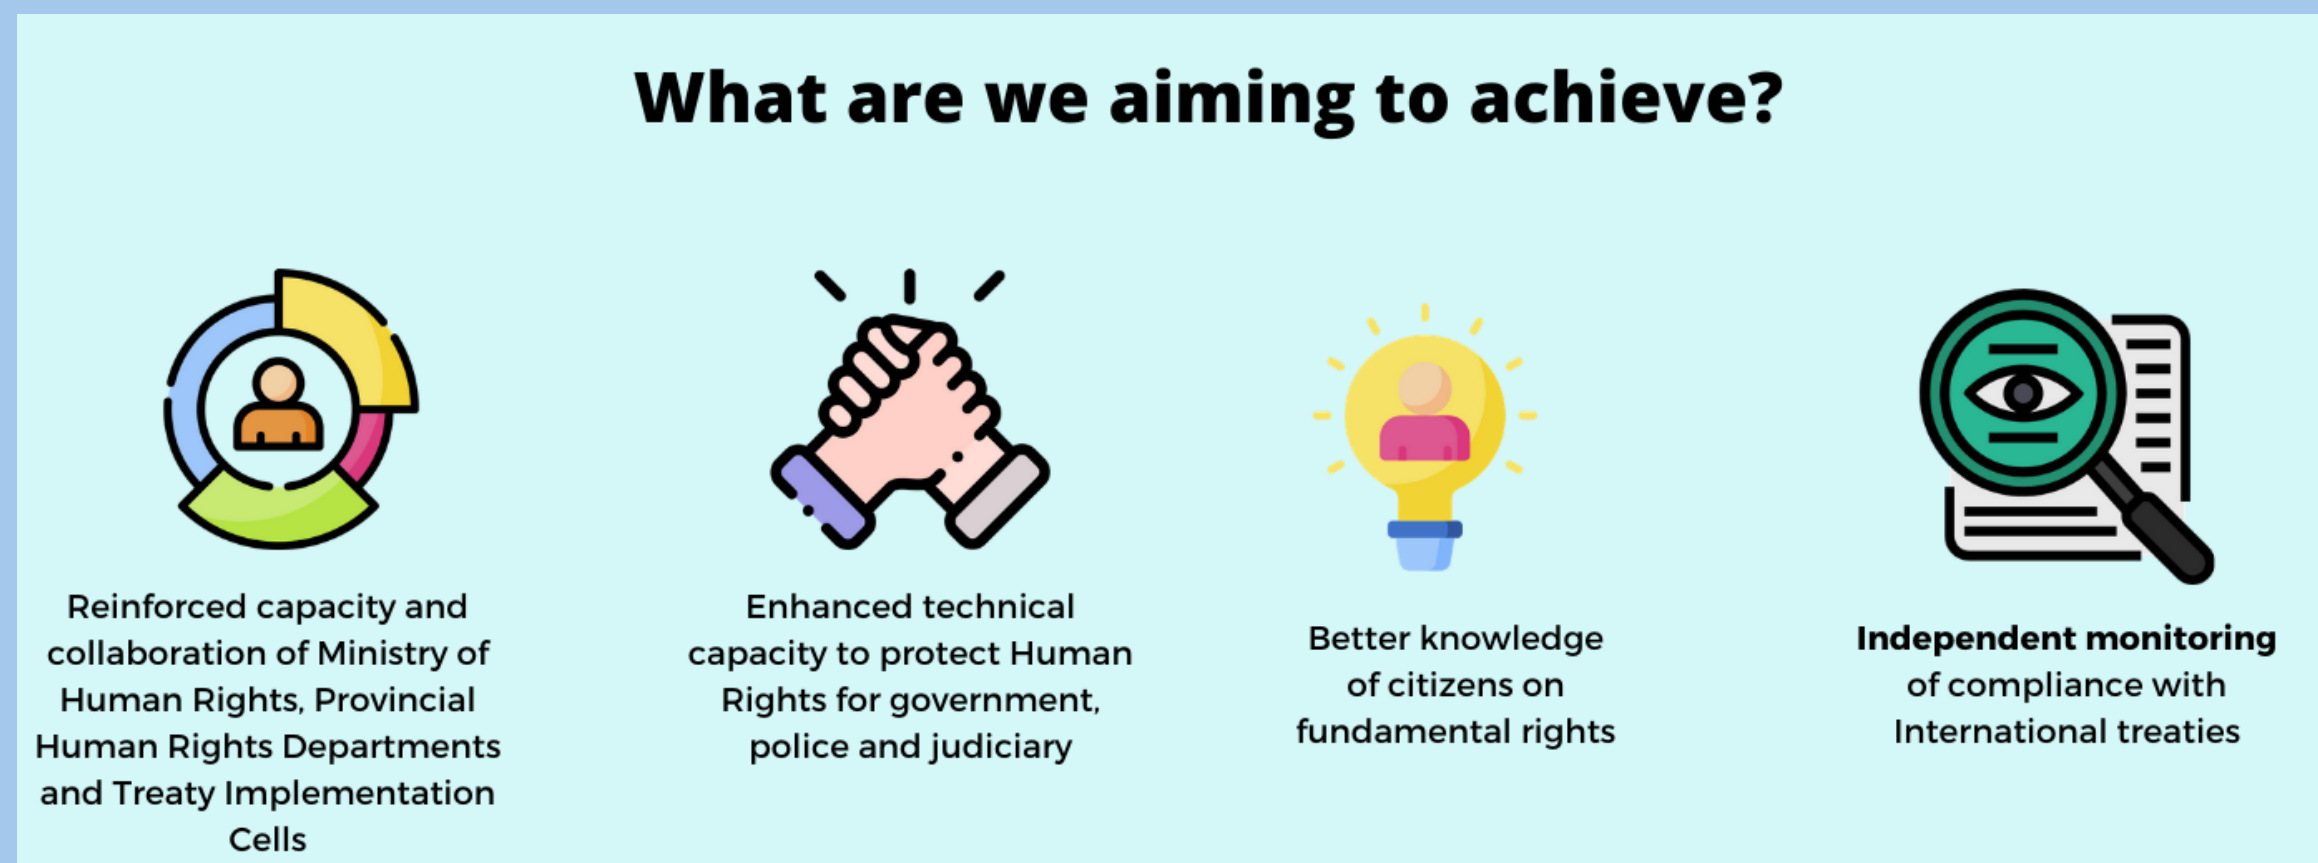 What are we aiming to achieve?
Reinforced capacity and
collaboration of Ministry of
Human Rights, Provincial
Human Rights Departments
and Treaty Implementation
Cells
Enhanced technical
capacity to protect Human
Rights for government,
police and judiciary
Better knowledge
of citizens on
fundamental rights
Independent monitoring
of compliance with
International treaties